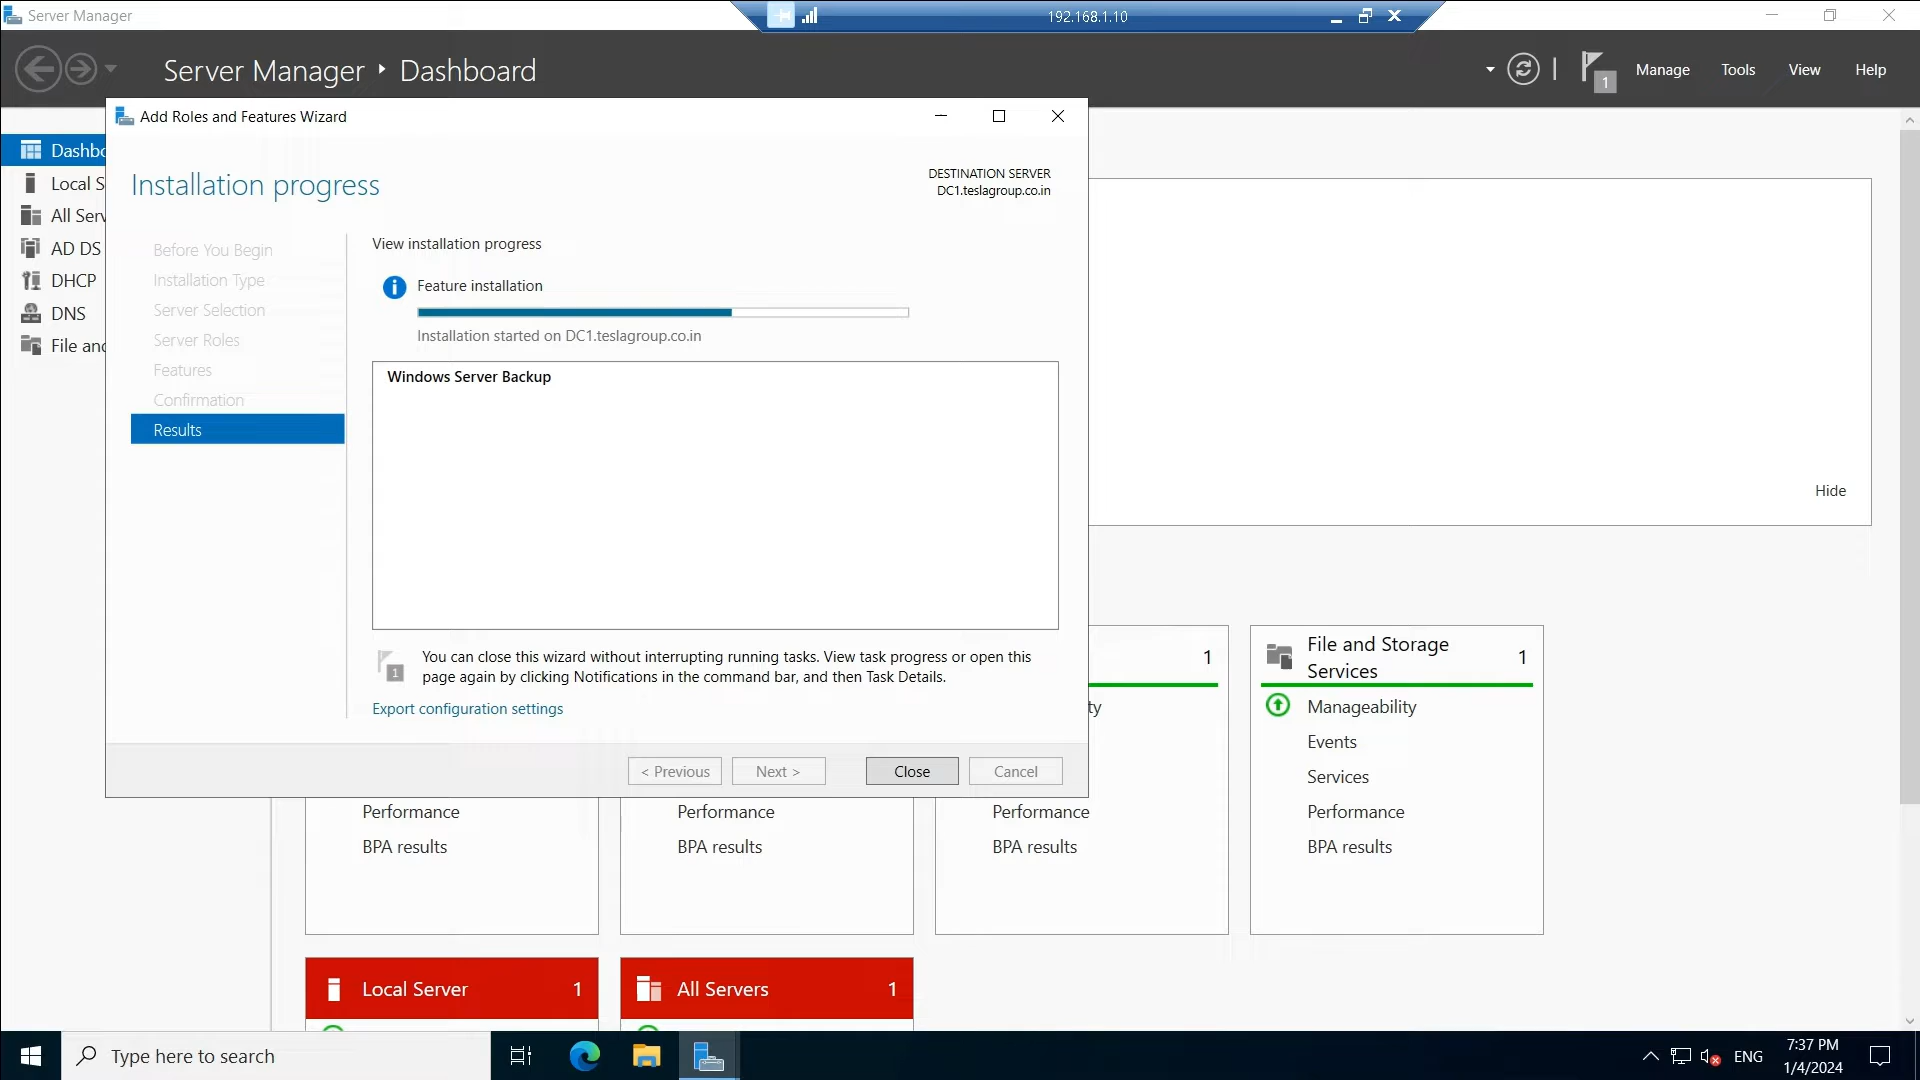 Server Manager
192.168.1.10
Server Manager
Dashboard
1
Manage
Tools
View
Help
Add Roles and Features Wizard
Installation progress
DESTINATION SERVER
DC1.teslagroup.co.in
Before You Begin
Installation Type
Server Selection
Server Roles
Features
Confirmation
Results
View installation progress
Feature installation
Installation started on DC1.teslagroup.co.in
Windows Server Backup
1
You can close this wizard without interrupting running tasks. View task progress or open this
page again by clicking Notifications in the command bar, and then Task Details.
Export configuration settings
< Previous
Next >
Close
Cancel
Dashbo
Local S
All Serv
AD DS
DHCP
DNS
File and
Hide
1
ty
Performance
BPA results
Performance
BPA results
Performance
BPA results
File and Storage
Services
1
Manageability
Events
Services
Performance
BPA results
Local Server
1
All Servers
1
Type here to search
ENG
7:37 PM
1/4/2024